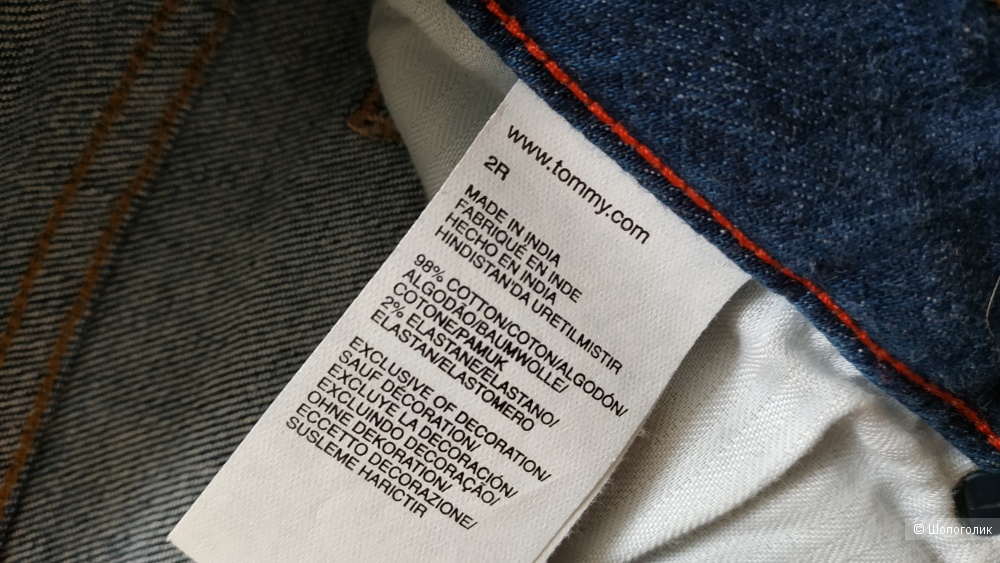 www.tommy.com
2R
MADE IN INDIA
FABRIQUÉ EN INDE
HECHO EN INDIA
HINDISTAN'DA URETILMISTIR
98% COTTON/COTON/ALGODÓN/
ALGODÃO/BAUMWOLLE/
COTONE/PAMUK
2% ELASTANE/ELASTANO/
ELASTAN/ELASTOMERO
EXCLUSIVE OF DECORATION/
SAUF DÉCORATION/
EXCLUYE LA DECORACIÓN/
EXCLUINDO DECORAÇÃO/
OHNE DEKORATION/
ECCETTO DECORAZIONE/
SUSLEME HARICTIR
© Шопоголик